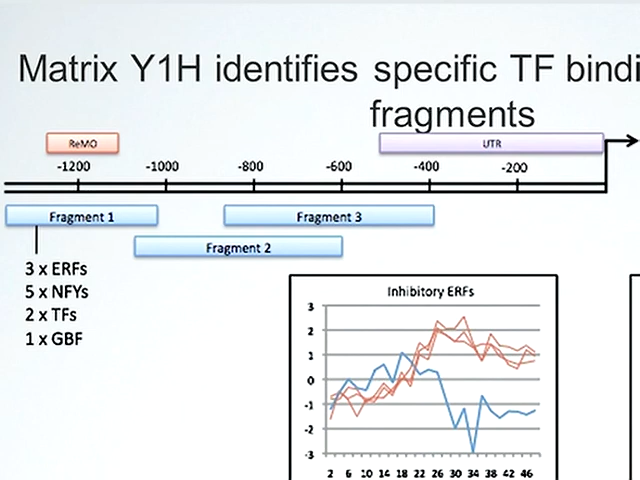 Matrix Y1H identifies specific TF bindi
fragments
ReMO
UTR
-1200 -1000 -800 -600 -400 -200
Fragment 1
Fragment 3
Fragment 2
3 x ERFs
5 x NFYs
2 x TFs
1 x GBF
Inhibitory ERFs
3
2
1
0
-1
-2
-3
2 6 10 14 18 22 26 30 34 38 42 46